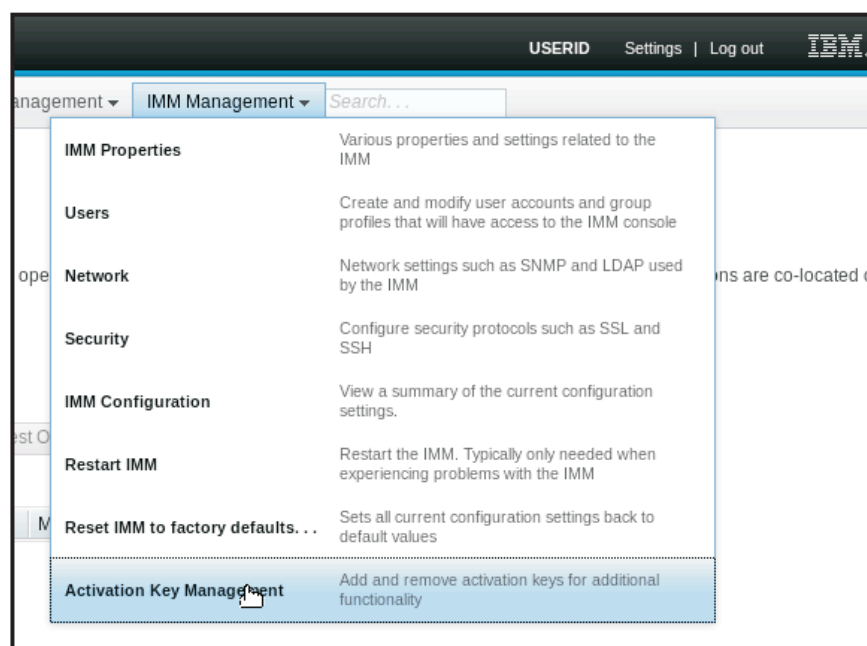 USERID Settings | Log out IBM.
anagement IMM Management Search...
IMM Properties
Various properties and settings related to the
IMM
Users
Create and modify user accounts and group
profiles that will have access to the IMM console
ope
Network
Network settings such as SNMP and LDAP used
by the IMM
ons are co-located
Security
Configure security protocols such as SSL and
SSH
IMM Configuration
View a summary of the current configuration
settings.
est O
Restart IMM
Restart the IMM. Typically only needed when
experiencing problems with the IMM
M
Reset IMM to factory defaults...
Sets all current configuration settings back to
default values
Activation Key Management
Add and remove activation keys for additional
functionality